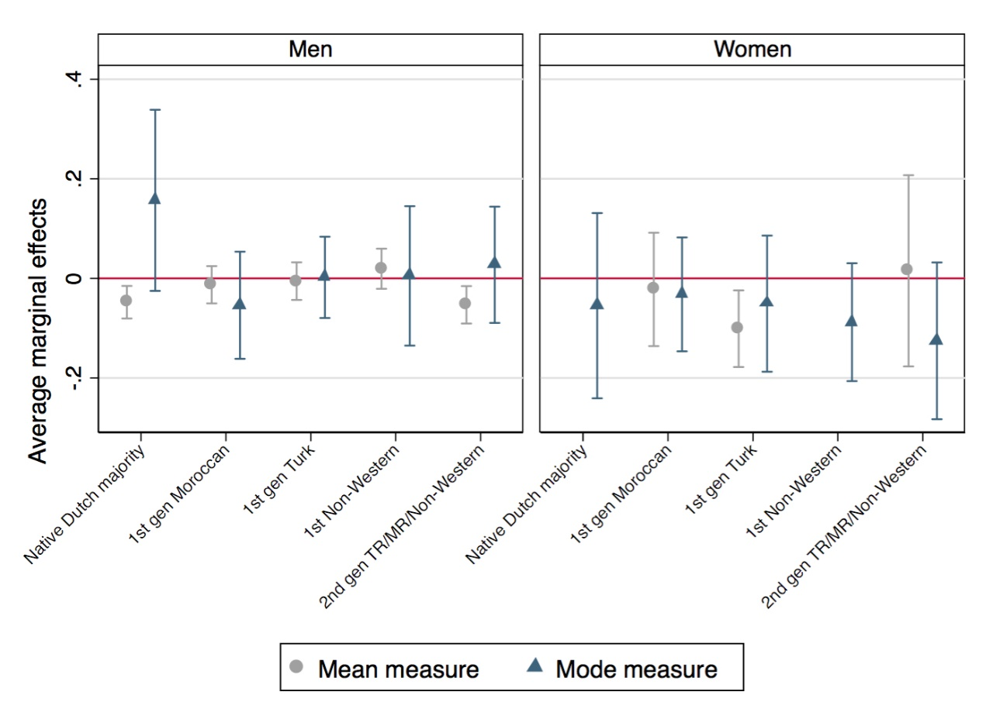 Men
Women
Average marginal effects
.4
.2
0
-.2
Native Dutch majority
1st gen Moroccan
1st gen Turk
1st Non-Western
2nd gen TR/MR/Non-Western
Native Dutch majority
1st gen Moroccan
1st gen Turk
1st Non-Western
2nd gen TR/MR/Non-Western
Mean measure
Mode measure